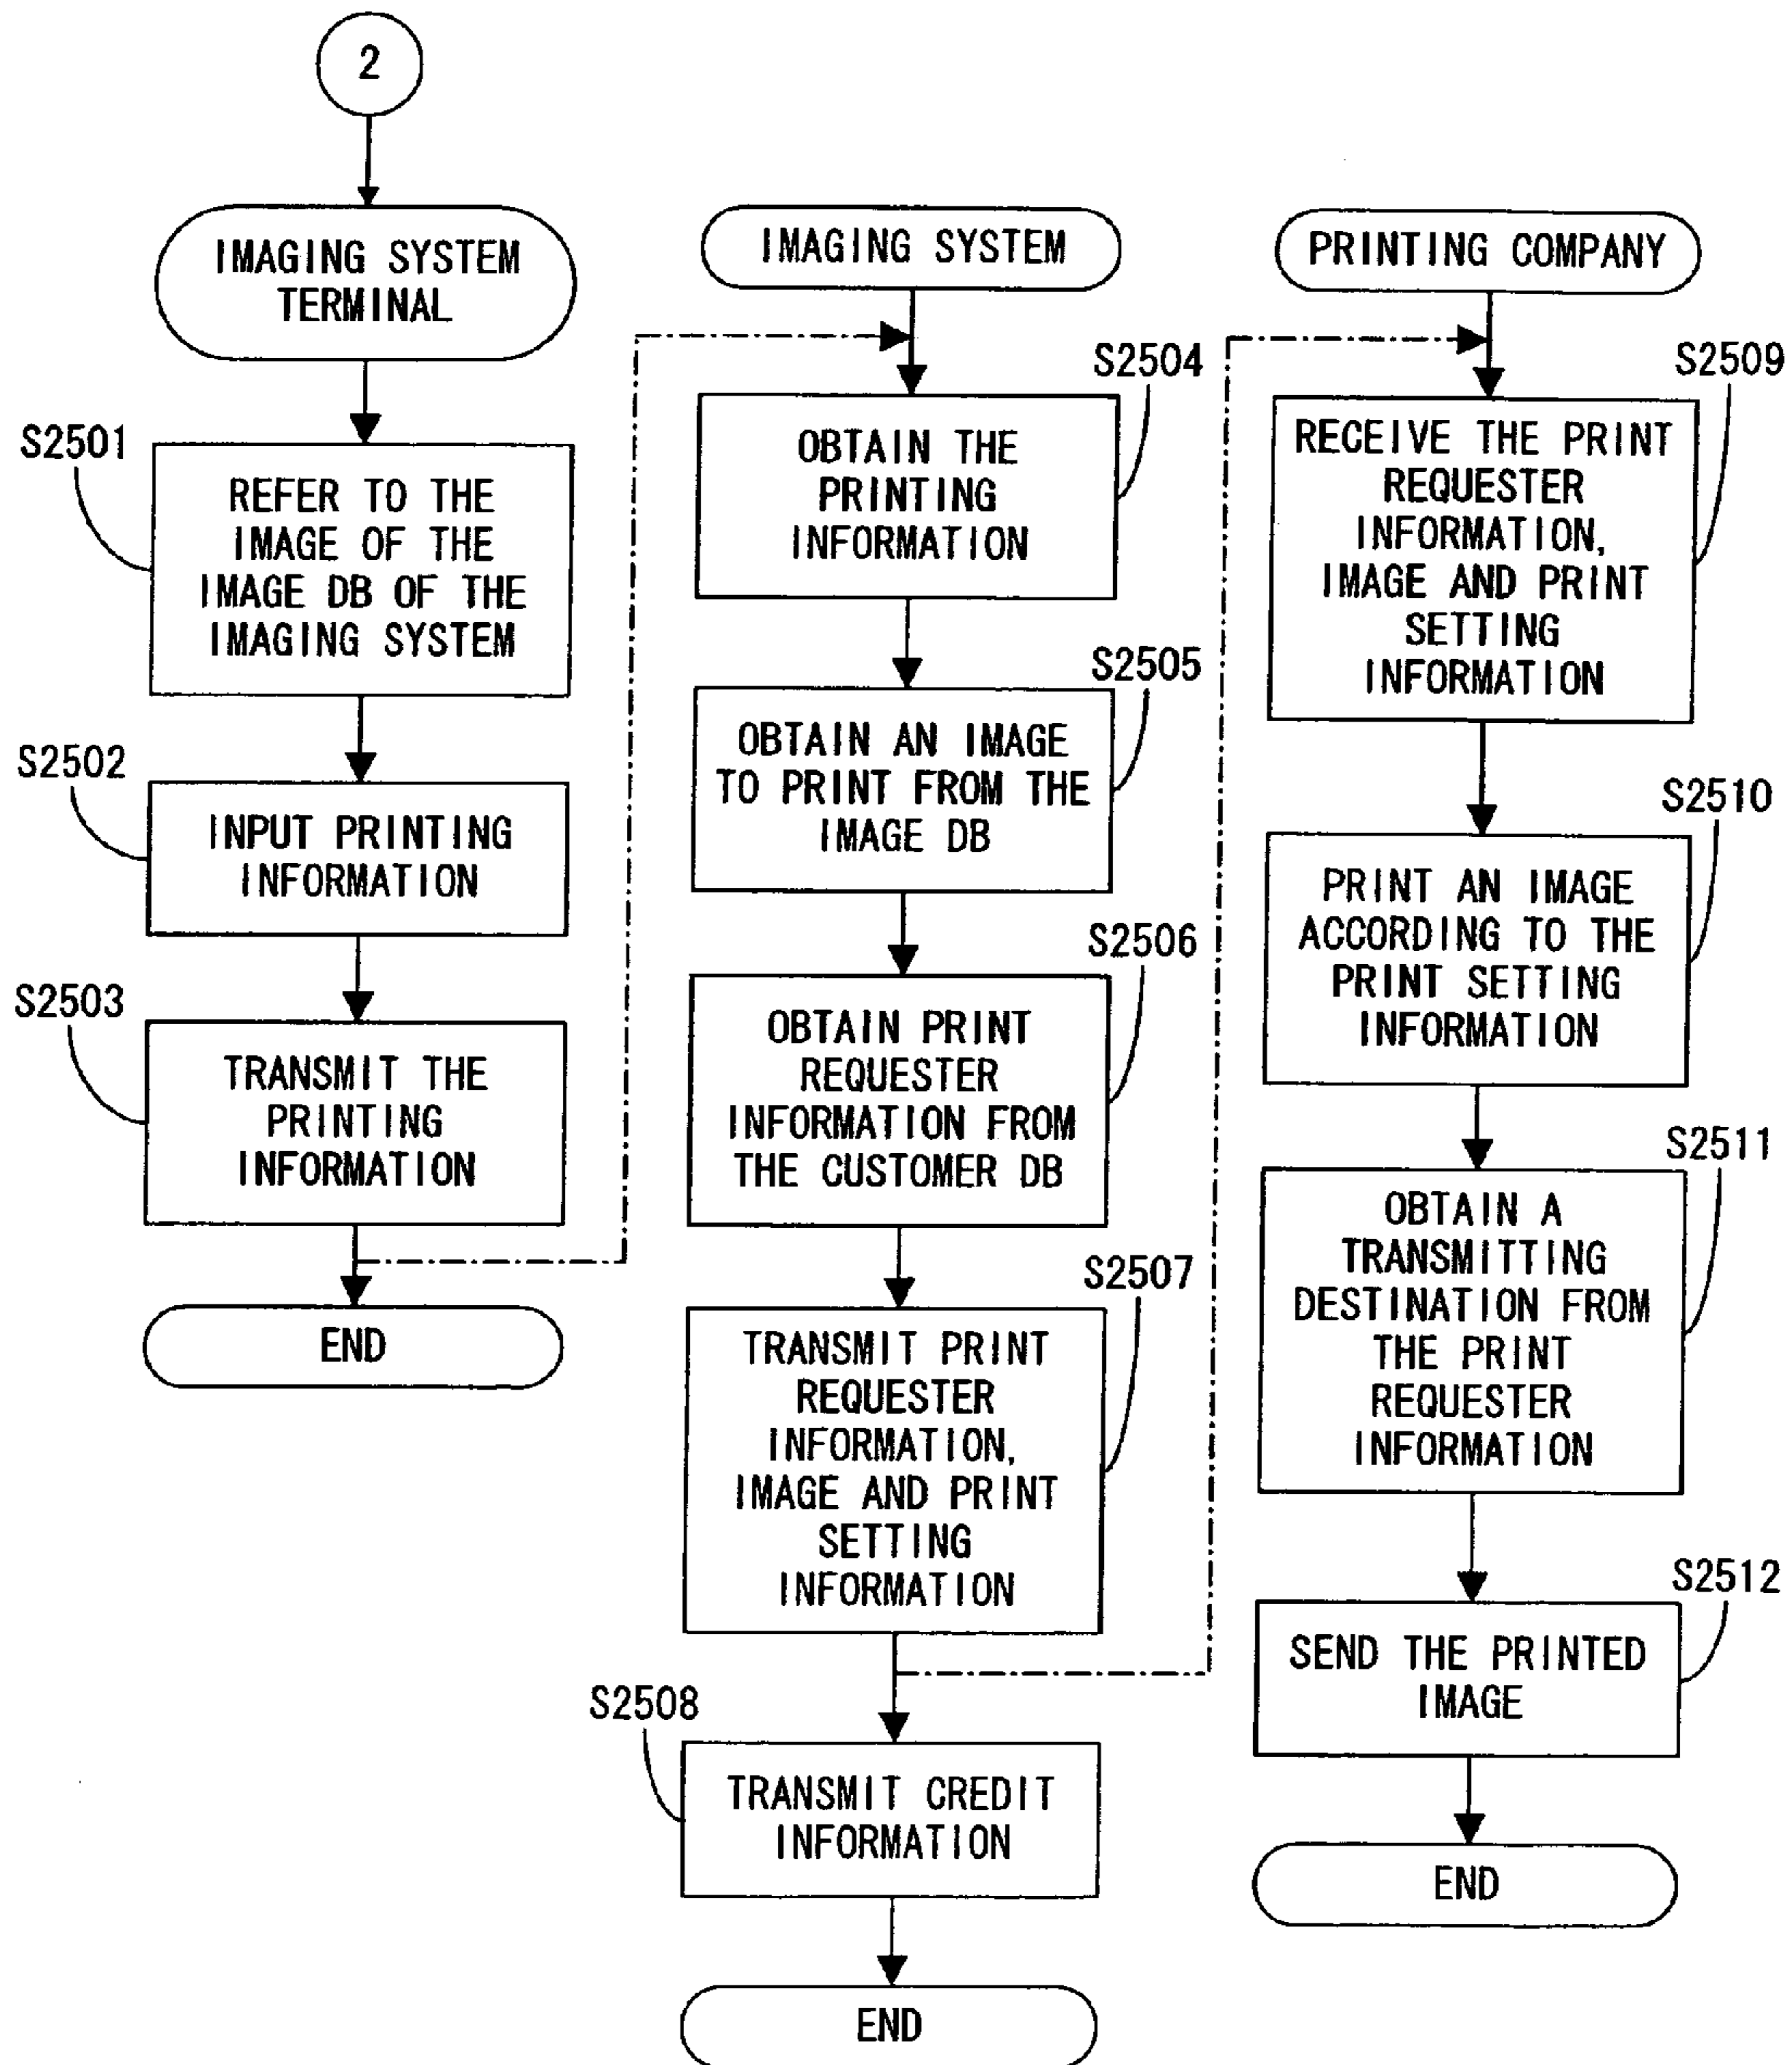 2
IMAGING SYSTEM
TERMINAL
S2501
REFER TO THE
IMAGE OF THE
IMAGE DB OF THE
IMAGING SYSTEM
S2502
INPUT PRINTING
INFORMATION
S2503
TRANSMIT THE
PRINTING
INFORMATION
END
IMAGING SYSTEM
S2504
OBTAIN THE
PRINTING
INFORMATION
S2505
OBTAIN AN IMAGE
TO PRINT FROM THE
IMAGE DB
S2506
OBTAIN PRINT
REQUESTER
INFORMATION FROM
THE CUSTOMER DB
S2507
TRANSMIT PRINT
REQUESTER
INFORMATION,
IMAGE AND PRINT
SETTING
INFORMATION
S2508
TRANSMIT CREDIT
INFORMATION
END
PRINTING COMPANY
S2509
RECEIVE THE PRINT
REQUESTER
INFORMATION,
IMAGE AND PRINT
SETTING
INFORMATION
S2510
PRINT AN IMAGE
ACCORDING TO THE
PRINT SETTING
INFORMATION
S2511
OBTAIN A
TRANSMITTING
DESTINATION FROM
THE PRINT
REQUESTER
INFORMATION
S2512
SEND THE PRINTED
IMAGE
END